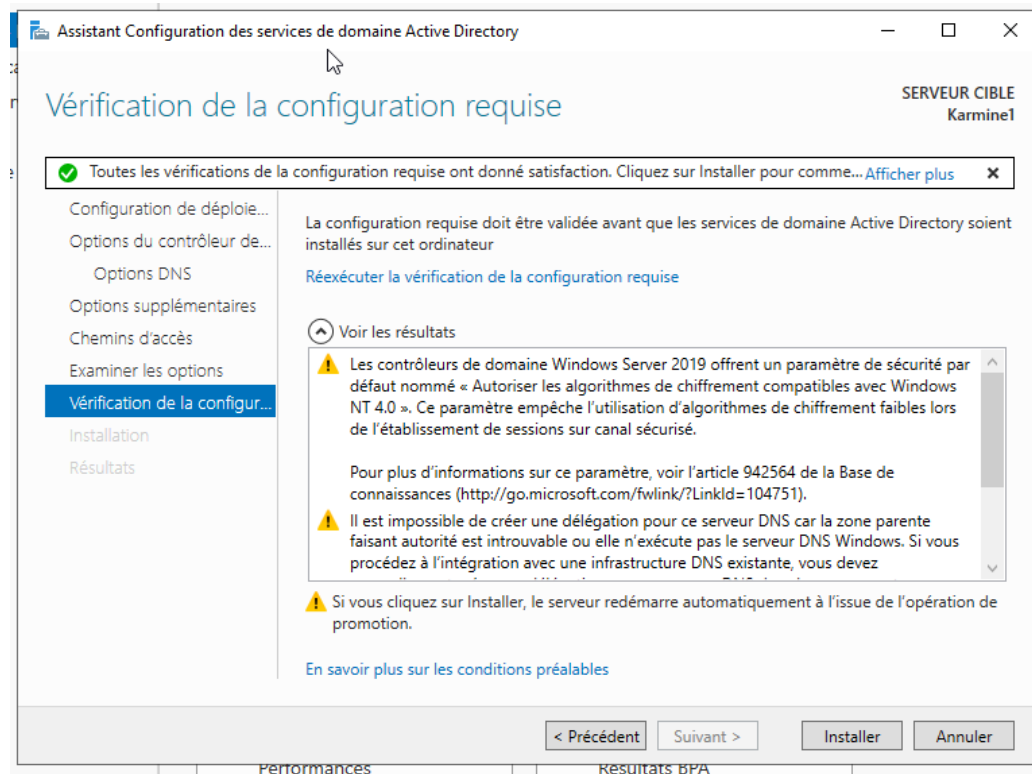 Assistant Configuration des services de domaine Active Directory
Vérification de la configuration requise
SERVEUR CIBLE
Karmine1
Toutes les vérifications de la configuration requise ont donné satisfaction. Cliquez sur Installer pour comme... Afficher plus
Configuration de déploie...
Options du contrôleur de...
Options DNS
Options supplémentaires
Chemins d'accès
Examiner les options
Vérification de la configur...
Installation
Résultats
La configuration requise doit être validée avant que les services de domaine Active Directory soient
installés sur cet ordinateur
Réexécuter la vérification de la configuration requise
Voir les résultats
Les contrôleurs de domaine Windows Server 2019 offrent un paramètre de sécurité par
défaut nommé « Autoriser les algorithmes de chiffrement compatibles avec Windows
NT 4.0 ». Ce paramètre empêche l'utilisation d'algorithmes de chiffrement faibles lors
de l'établissement de sessions sur canal sécurisé.
Pour plus d'informations sur ce paramètre, voir l'article 942564 de la Base de
connaissances (http://go.microsoft.com/fwlink/?LinkId=104751).
Il est impossible de créer une délégation pour ce serveur DNS car la zone parente
faisant autorité est introuvable ou elle n'exécute pas le serveur DNS Windows. Si vous
procédez à l'intégration avec une infrastructure DNS existante, vous devez
Si vous cliquez sur Installer, le serveur redémarre automatiquement à l'issue de l'opération de
promotion.
En savoir plus sur les conditions préalables
< Précédent
Suivant >
Installer
Annuler
Performances
Résultats BPA